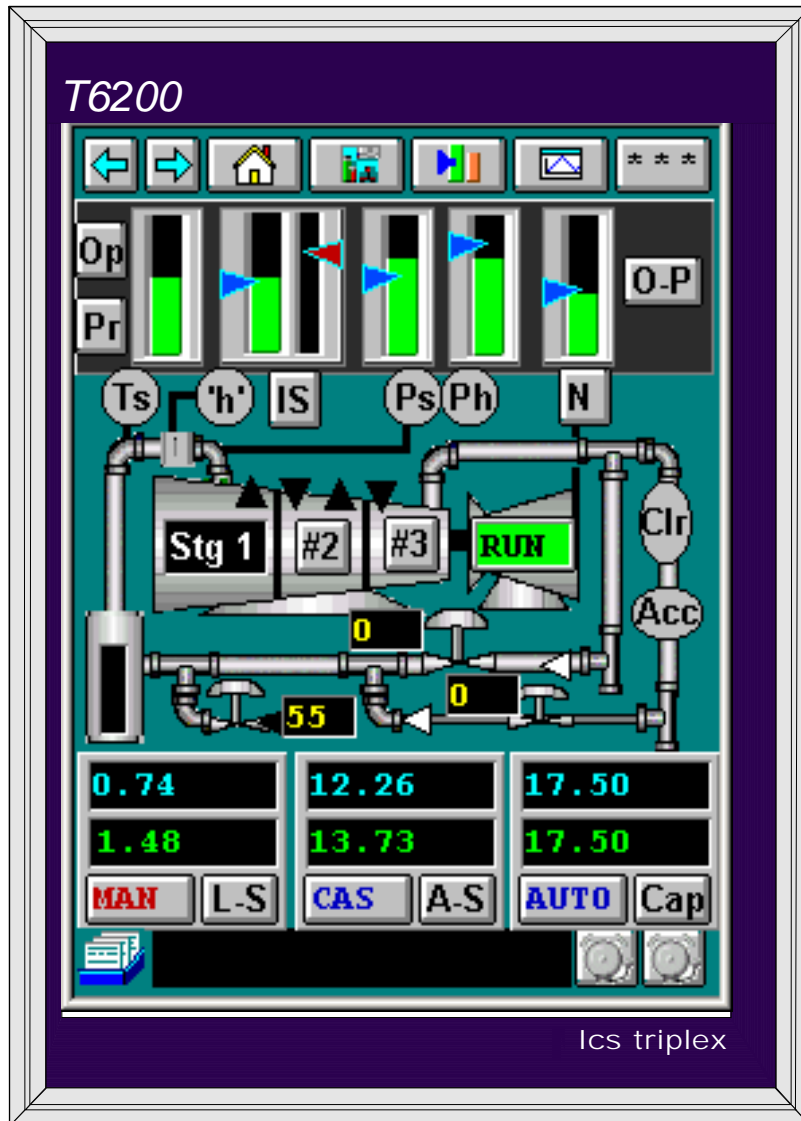 T6200
* * *
Op
O-P
Pr
Ts 'h' IS Ps Ph N
Stg 1 #2 #3 RUN Clr
Acc
0
0
55
0.74 12.26 17.50
1.48 13.73 17.50
MAN L-S CAS A-S AUTO Cap
Ics triplex